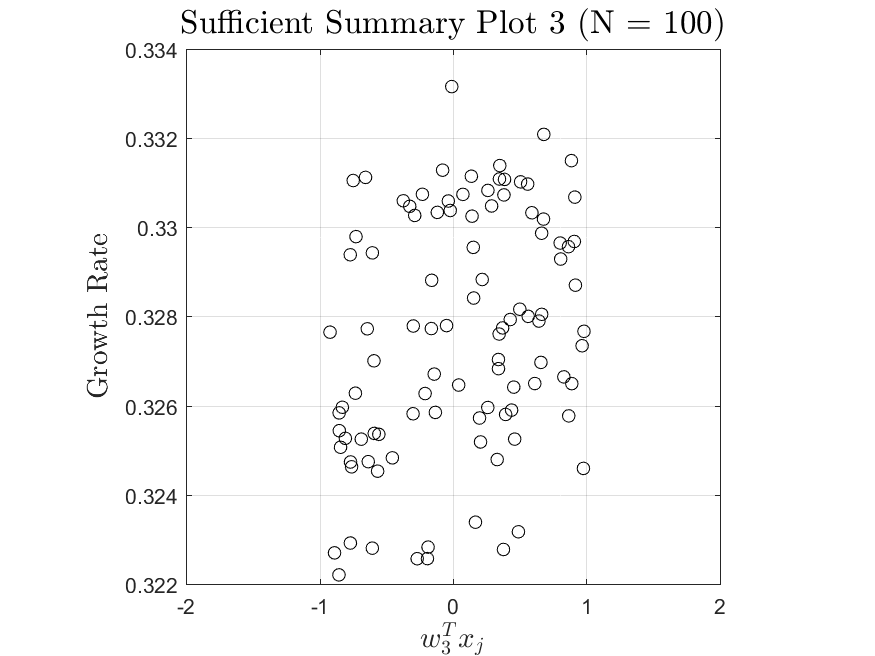 Sufficient Summary Plot 3 (N = 100)
0.334
0.332
0.33
0.328
0.326
0.324
0.322
Growth Rate
-2 -1 0 1 2
$w_3^T x_j$